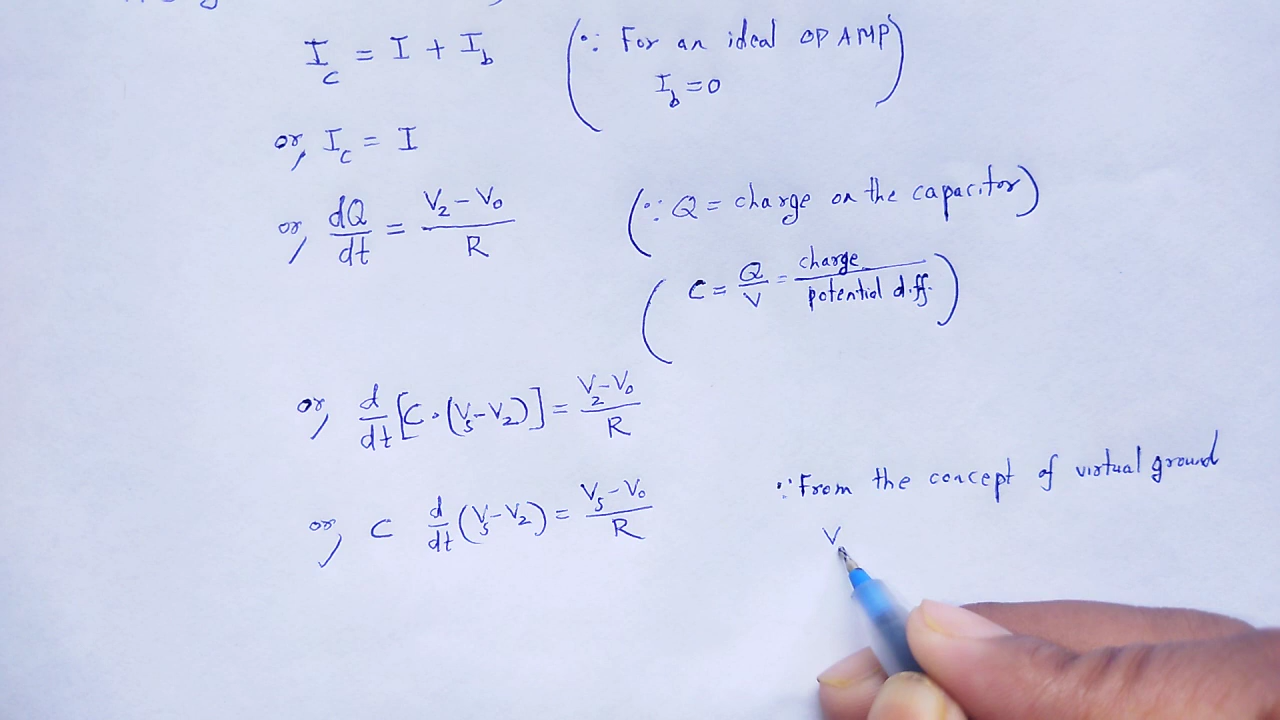 I_c = I + I_b (∵ For an ideal OP AMP)
I_b = 0
or, I_c = I
or, dQ/dt = (V_2 - V_0)/R (∵ Q = charge on the capacitor)
(C = Q/V = charge/potential diff.)
or, d/dt [C · (V_s - V_2)] = (V_2 - V_0)/R
or, C d/dt (V_s - V_2) = (V_s - V_0)/R
∵ From the concept of virtual ground
V